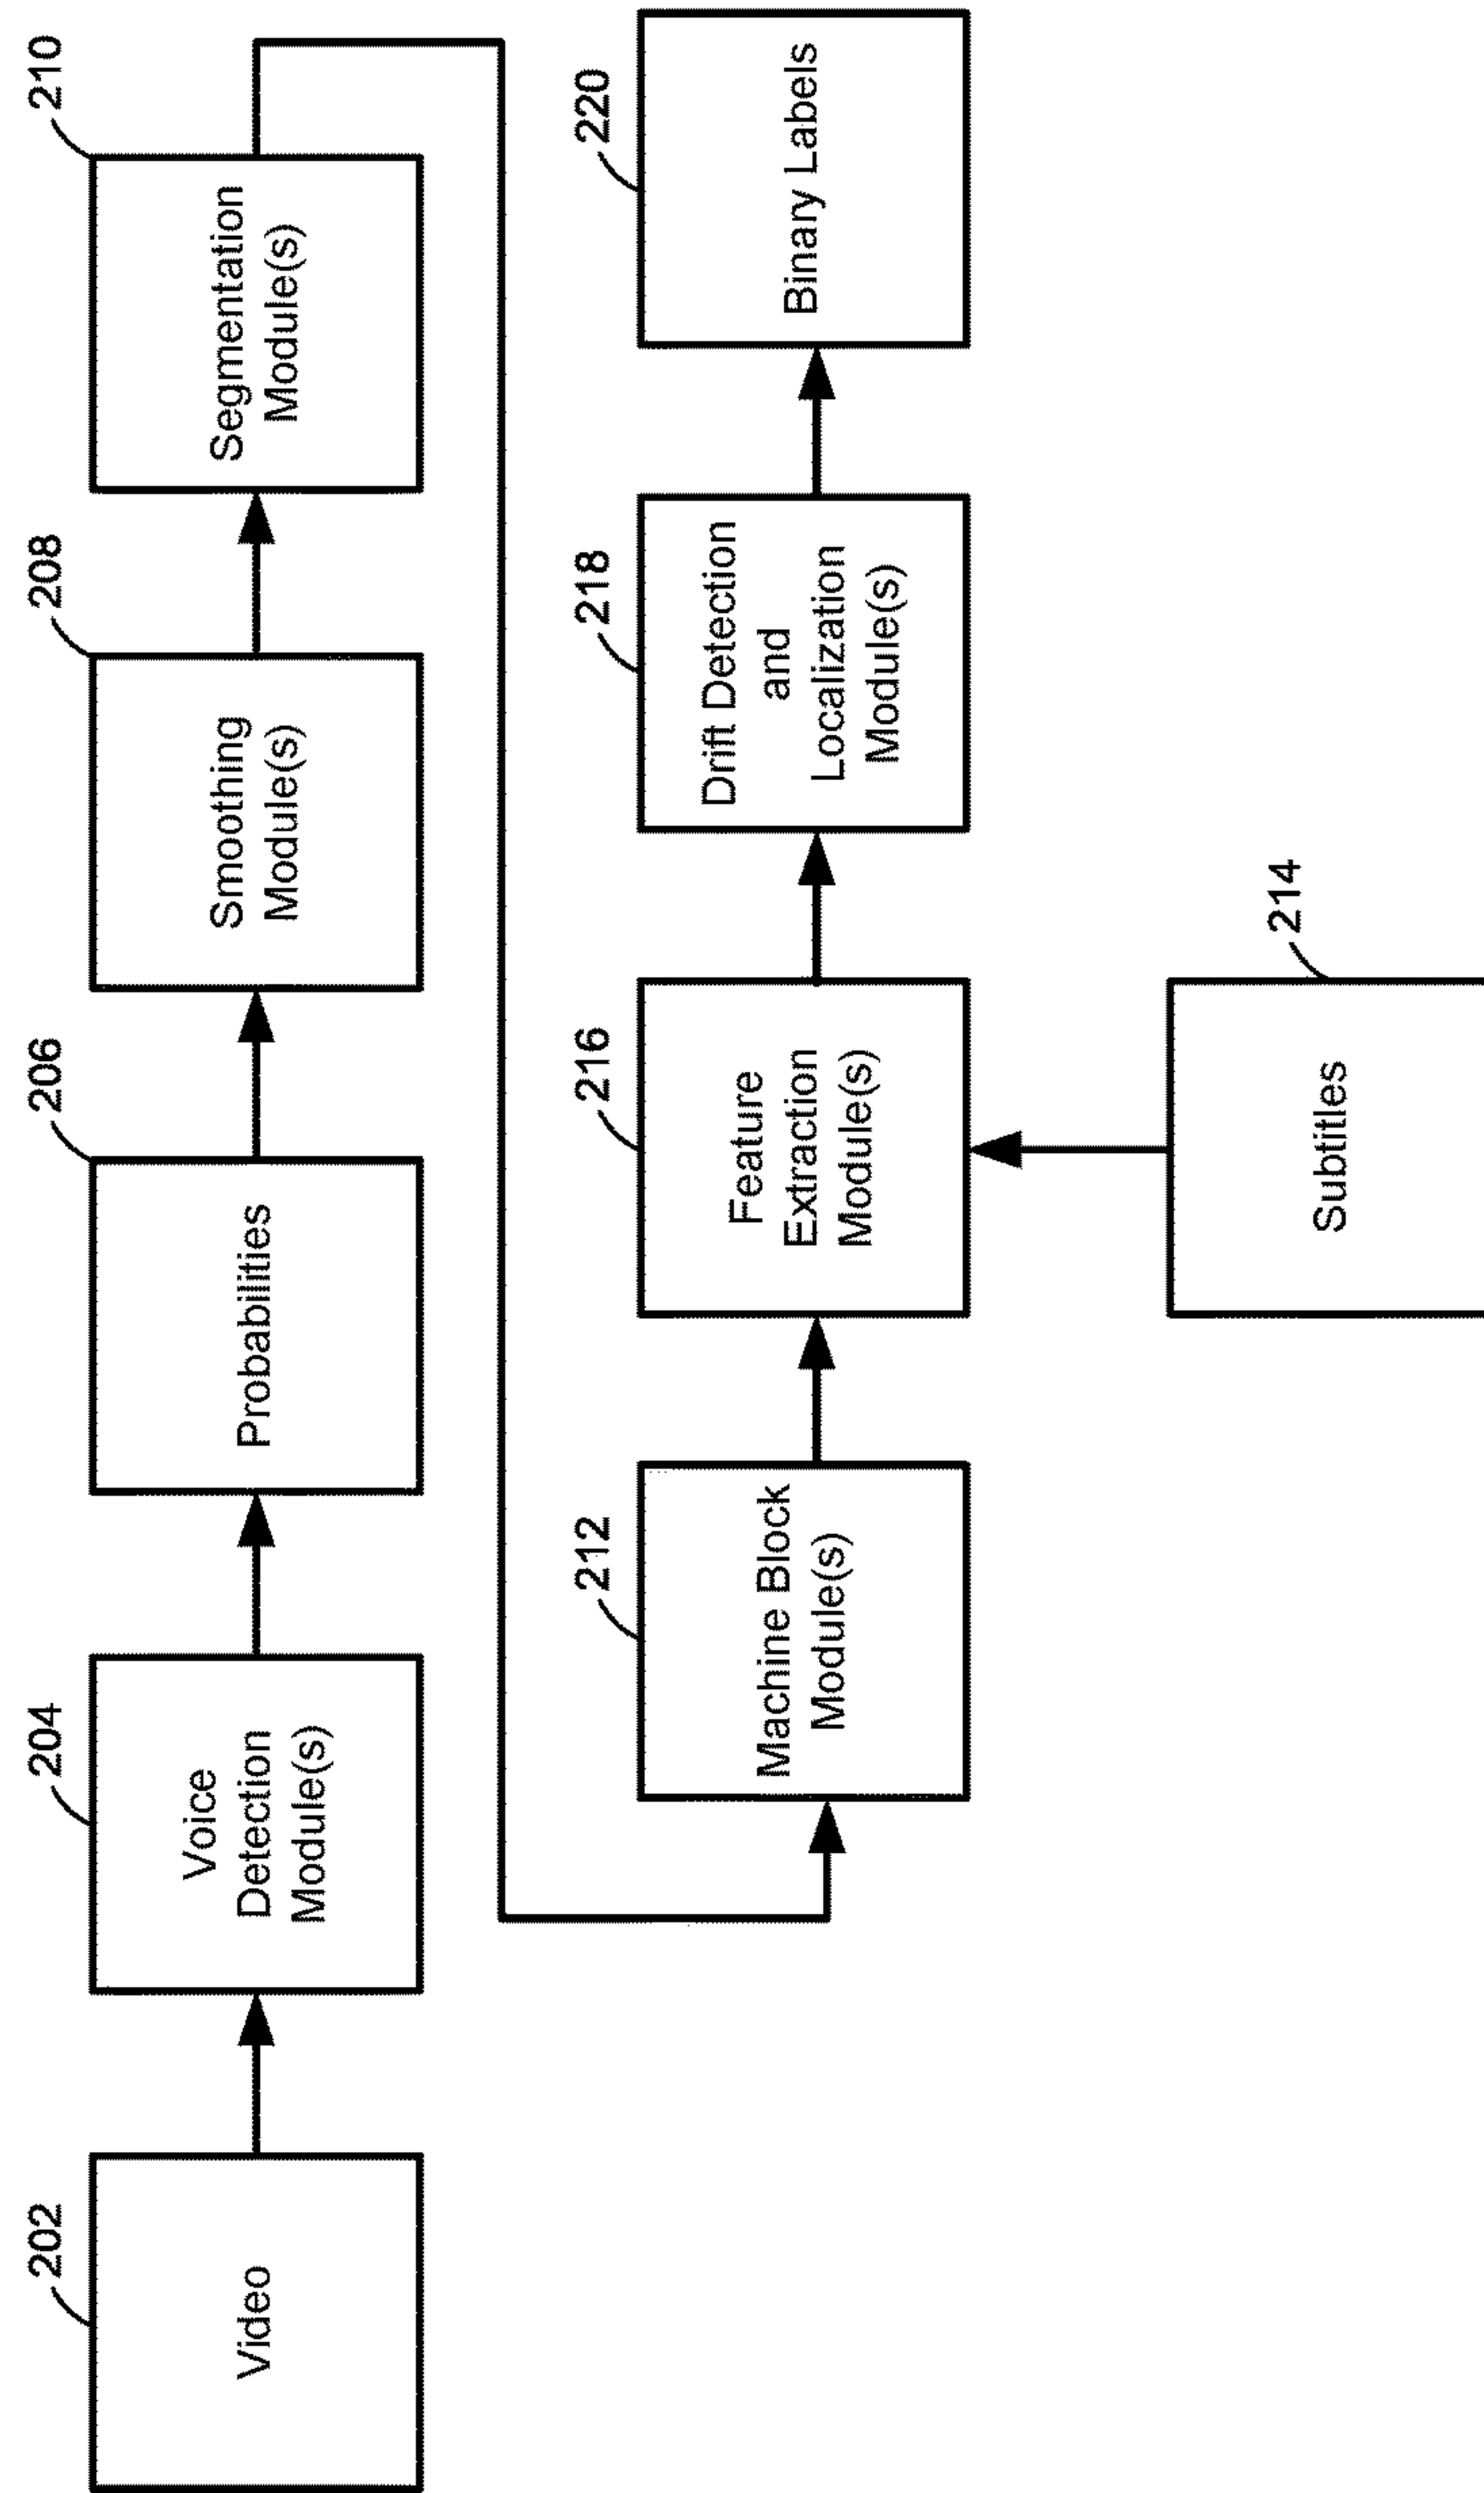 202
Video
204
Voice
Detection
Module(s)
206
Probabilities
208
Smoothing
Module(s)
210
Segmentation
Module(s)
212
Machine Block
Module(s)
216
Feature
Extraction
Module(s)
218
Drift Detection
and
Localization
Module(s)
220
Binary Labels
214
Subtitles